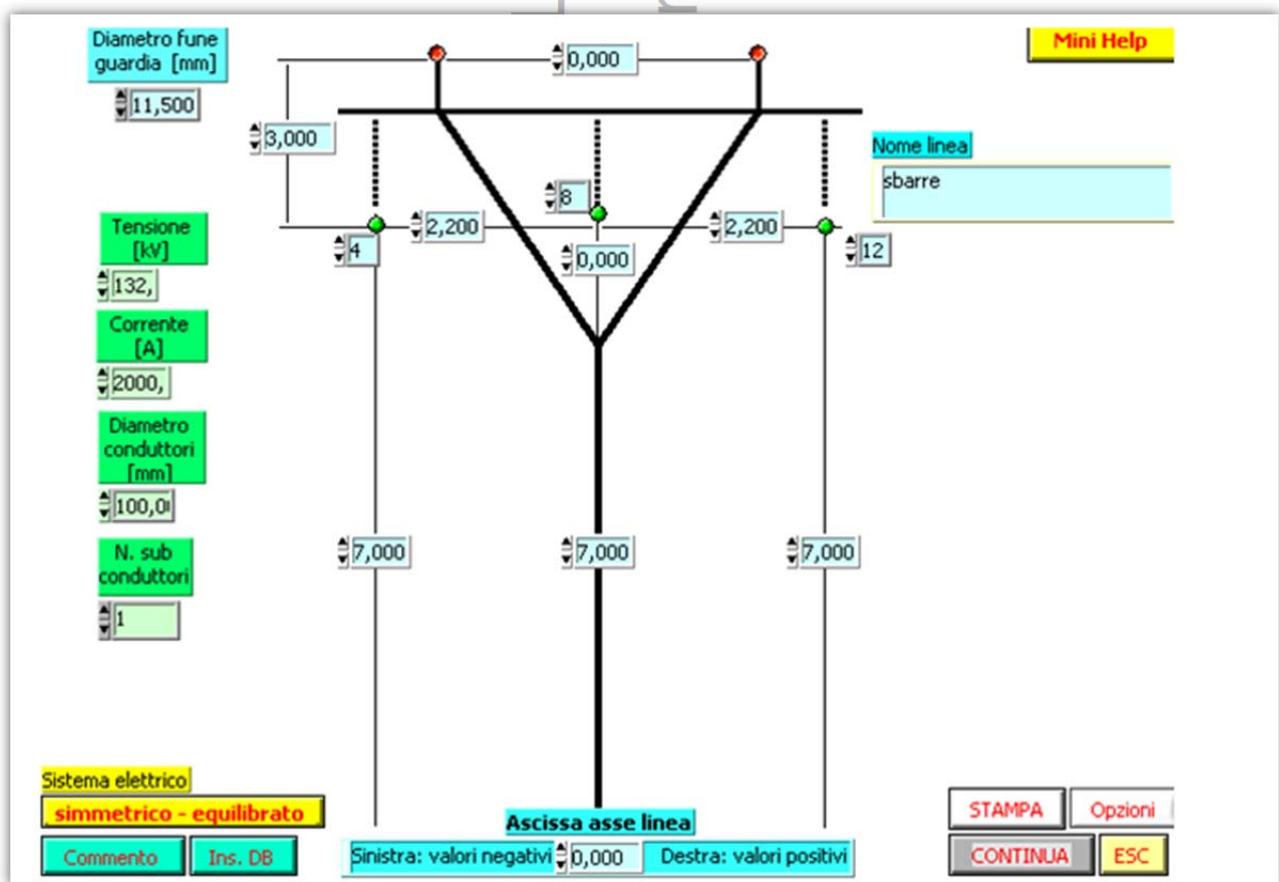 Diametro fune
guardia [mm]
11,500
0,000
Mini Help
3,000
Nome linea
sbarre
8
2,200
2,200
4
0,000
12
Tensione
[kV]
132,
Corrente
[A]
2000,
Diametro
conduttori
[mm]
100,0
N. sub
conduttori
1
7,000
7,000
7,000
Sistema elettrico
simmetrico - equilibrato
Commento
Ins. DB
Ascissa asse linea
Sinistra: valori negativi
0,000
Destra: valori positivi
STAMPA
Opzioni
CONTINUA
ESC